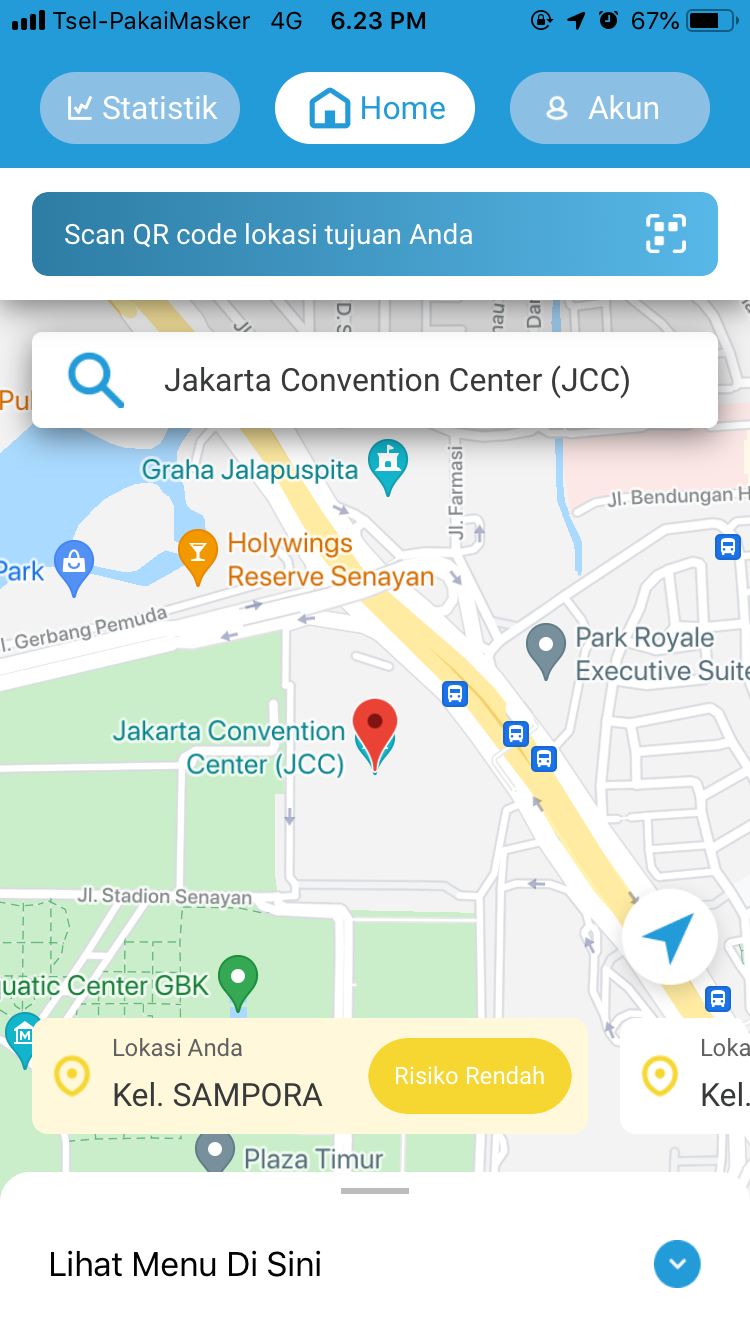 Tsel-PakaiMasker 4G 6.23 PM 67%
Statistik Home Akun
Scan QR code lokasi tujuan Anda
D. S
nau
Dar
Jl.
Jakarta Convention Center (JCC)
Pul
Graha Jalapuspita
Jl. Farmasi
Jl. Bendungan H
Holywings
Reserve Senayan
Park
l. Gerbang Pemuda
Park Royale
Executive Suite
Jakarta Convention
Center (JCC)
Jl. Stadion Senayan
uatic Center GBK
M
Lokasi Anda
Kel. SAMPORA
Risiko Rendah
Loka
Kel.
Plaza Timur
Lihat Menu Di Sini